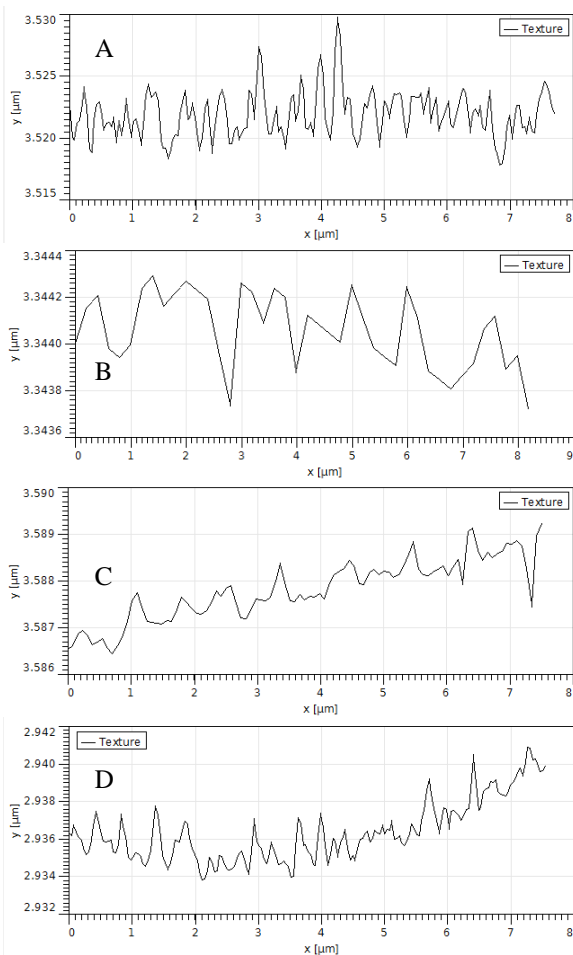 3.530
Texture
A
3.525
y [µm]
3.520
3.515
0 1 2 3 4 5 6 7 8
x [µm]
3.3444
Texture
3.3442
y [µm]
3.3440
B
3.3438
3.3436
0 1 2 3 4 5 6 7 8 9
x [µm]
3.590
Texture
3.589
C
y [µm]
3.588
3.587
3.586
0 1 2 3 4 5 6 7 8
x [µm]
2.942
Texture
2.940
D
2.938
y [µm]
2.936
2.934
2.932
0 1 2 3 4 5 6 7 8
x [µm]